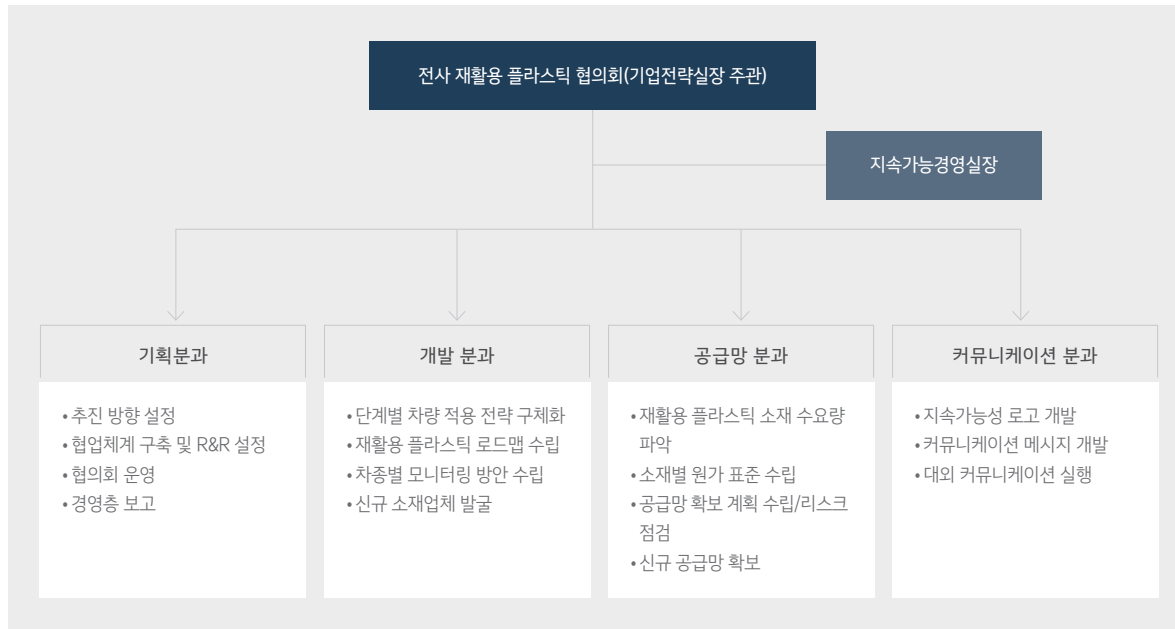 전사 재활용 플라스틱 협의회(기업전략실장 주관)
지속가능경영실장
기획분과
• 추진 방향 설정
• 협업체계 구축 및 R&R 설정
• 협의회 운영
• 경영층 보고
개발 분과
• 단계별 차량 적용 전략 구체화
• 재활용 플라스틱 로드맵 수립
• 차종별 모니터링 방안 수립
• 신규 소재업체 발굴
공급망 분과
• 재활용 플라스틱 소재 수요량
파악
• 소재별 원가 표준 수립
• 공급망 확보 계획 수립/리스크
점검
• 신규 공급망 확보
커뮤니케이션 분과
• 지속가능성 로고 개발
• 커뮤니케이션 메시지 개발
• 대외 커뮤니케이션 실행